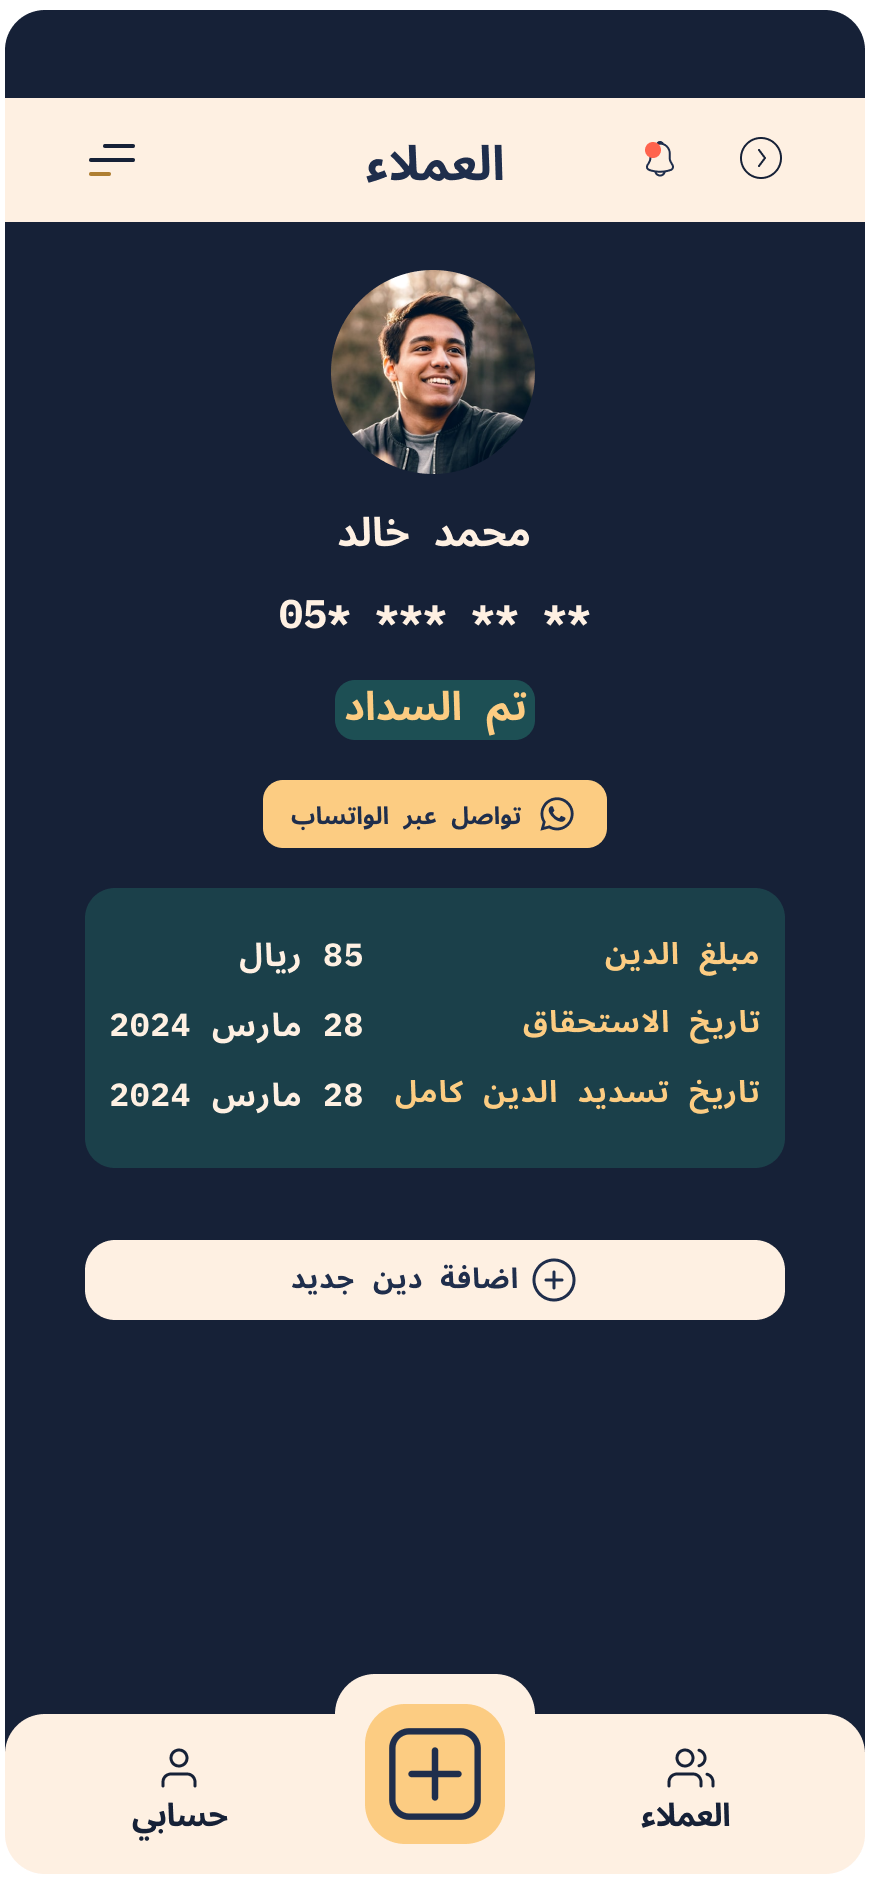 العملاء
محمد خالد
05* *** ** **
تم السداد
تواصل عبر الواتساب
مبلغ الدين 85 ريال
تاريخ الاستحقاق 28 مارس 2024
تاريخ تسديد الدين كامل 28 مارس 2024
اضافة دين جديد
العملاء
حسابي